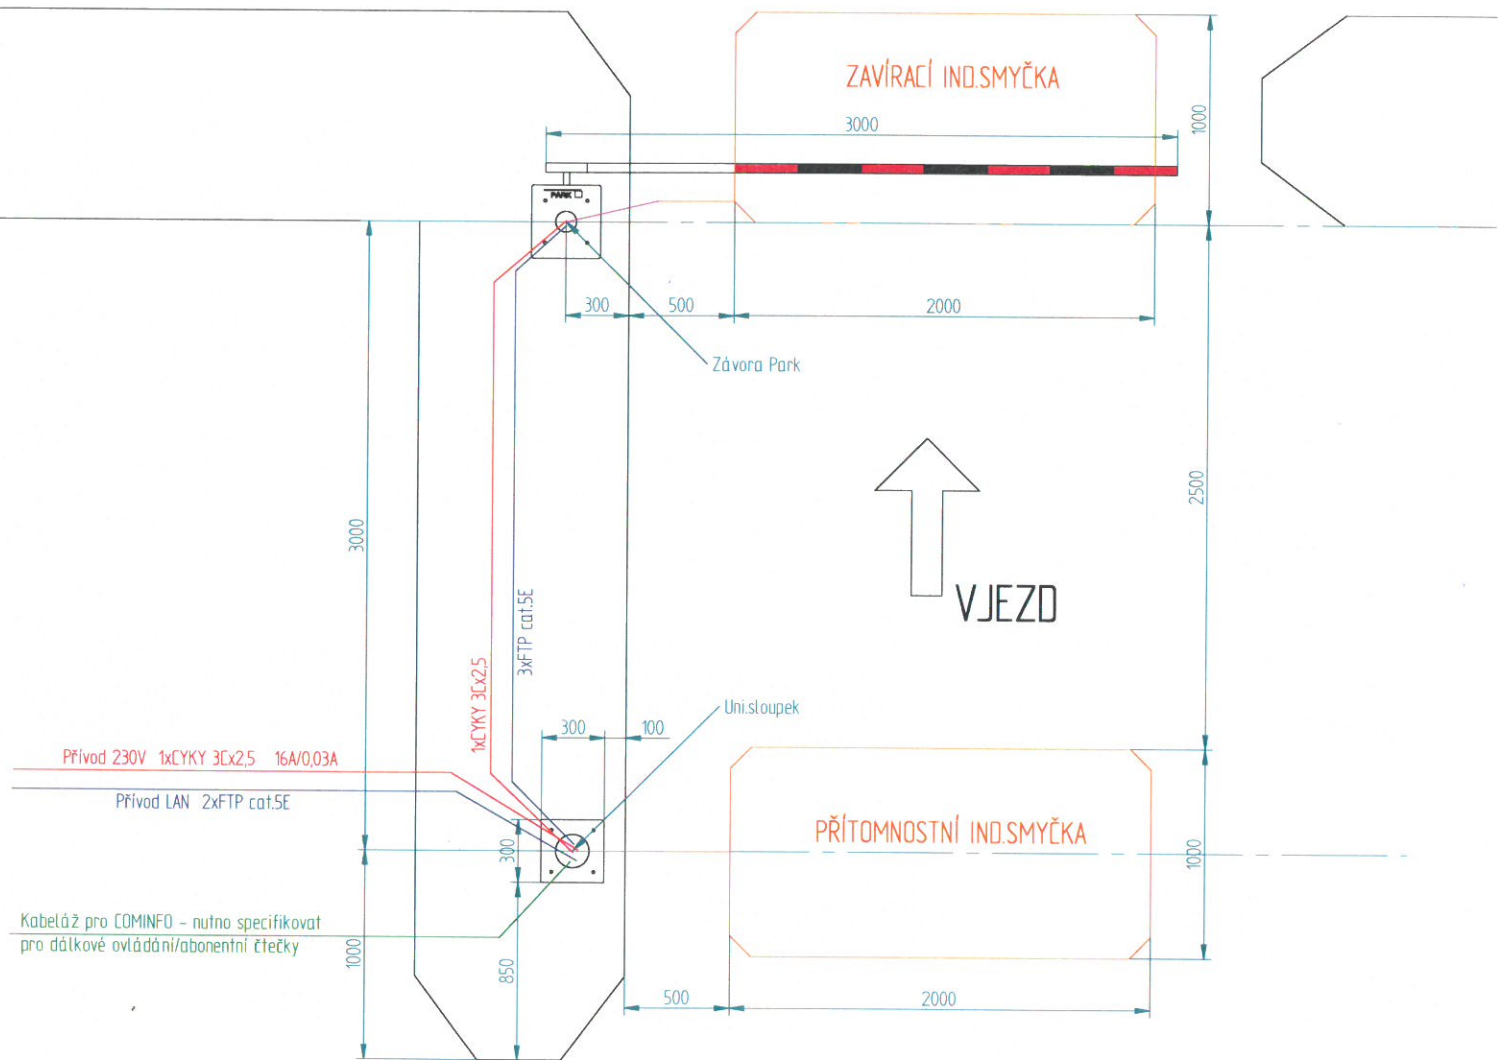 ZAVÍRACÍ IND.SMYČKA
3000
1000
PARK
300
500
2000
Závora Park
3000
2500
VJEZD
3xFTP cat.5E
1xCYKY 3Cx2,5
Uni.sloupek
300
100
Přívod 230V 1xCYKY 3Cx2,5 16A/0,03A
Přívod LAN 2xFTP cat.5E
PŘÍTOMNOSTNÍ IND.SMYČKA
300
1000
Kabeláž pro COMINFO - nutno specifikovat
pro dálkové ovládání/abonentní čtečky
1000
850
500
2000